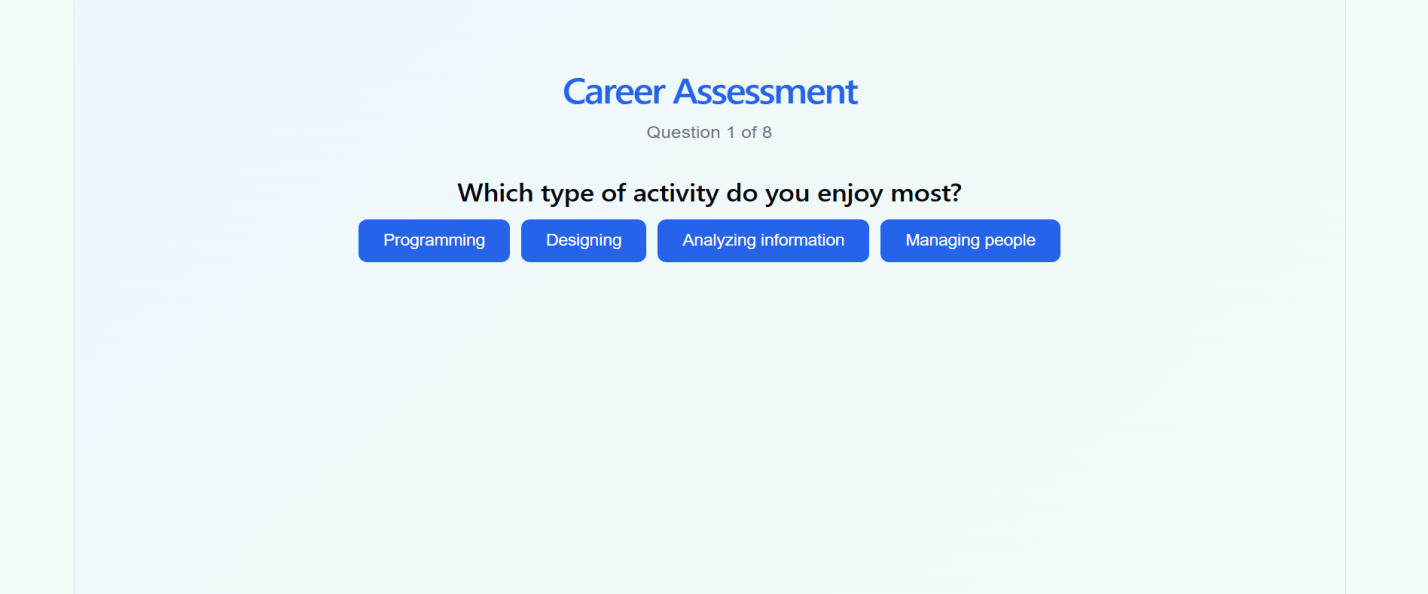 Career Assessment
Question 1 of 8
Which type of activity do you enjoy most?
Programming Designing Analyzing information Managing people